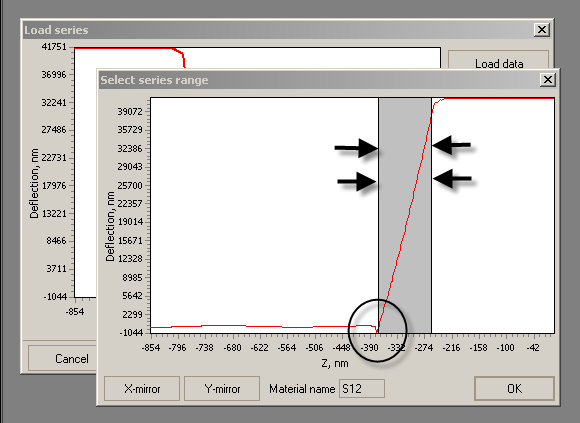 Load series
41751
36996
32241
27486
22731
17976
13221
8466
3711
-1044
Deflection, nm
-854
Load data
Cancel
Select series range
39072
35729
32386
29043
25700
22357
19014
15671
12328
8985
5642
2299
-1044
Deflection, nm
-854 -796 -738 -680 -622 -564 -506 -448 -390 -332 -274 -216 -158 -100 -42
Z, nm
X-mirror Y-mirror Material name S12 OK